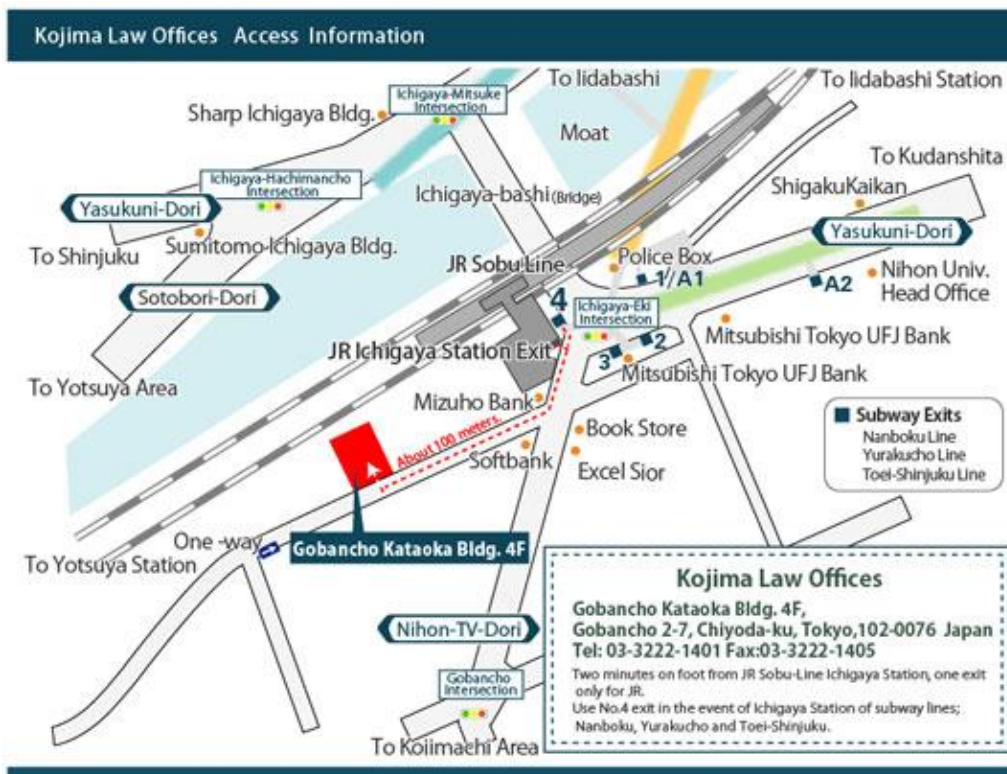 Kojima Law Offices Access Information
To Iidabashi
To Iidabashi Station
Ichigaya-Mitsuke
Intersection
Sharp Ichigaya Bldg.
Moat
To Kudanshita
Ichigaya-Hachimancho
Intersection
Ichigaya-bashi (Bridge)
ShigakuKaikan
Yasukuni-Dori
Yasukuni-Dori
To Shinjuku
Sumitomo Ichigaya Bldg.
JR Sobu Line
Police Box
1/A1
A2
Nihon Univ.
Head Office
Sotobori-Dori
4
Ichigaya-Eki
Intersection
2
3
JR Ichigaya Station Exit
Mitsubishi Tokyo UFJ Bank
Mitsubishi Tokyo UFJ Bank
To Yotsuya Area
Mizuho Bank
About 100 meters.
Book Store
Softbank
Excel Sior
Subway Exits
Nanboku Line
Yurakucho Line
Toei-Shinjuku Line
One -way
Gobancho Kataoka Bldg. 4F
To Yotsuya Station
Kojima Law Offices
Gobancho Kataoka Bldg. 4F,
Gobancho 2-7, Chiyoda-ku, Tokyo,102-0076 Japan
Tel: 03-3222-1401 Fax:03-3222-1405
Two minutes on foot from JR Sobu-Line Ichigaya Station, one exit
only for JR.
Use No.4 exit in the event of Ichigaya Station of subway lines;
Nanboku, Yurakucho and Toei-Shinjuku.
Nihon-TV-Dori
Gobancho
Intersection
To Kojimachi Area